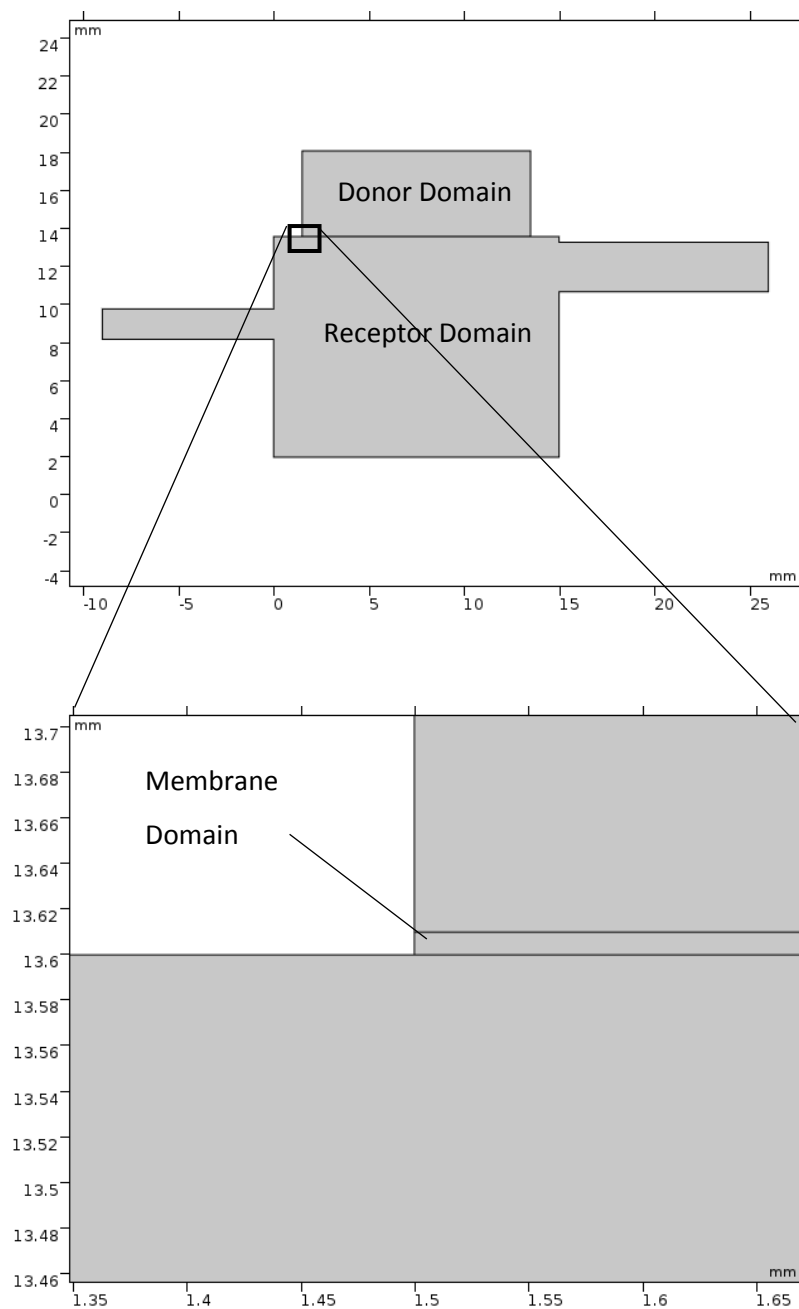 mm
24
22
20
18
Donor Domain
16
14
12
10
Receptor Domain
8
6
4
2
0
-2
-4
mm
-10 -5 0 5 10 15 20 25
mm
13.7
Membrane
13.68
13.66
Domain
13.64
13.62
13.6
13.58
13.56
13.54
13.52
13.5
13.48
13.46
mm
1.35 1.4 1.45 1.5 1.55 1.6 1.65